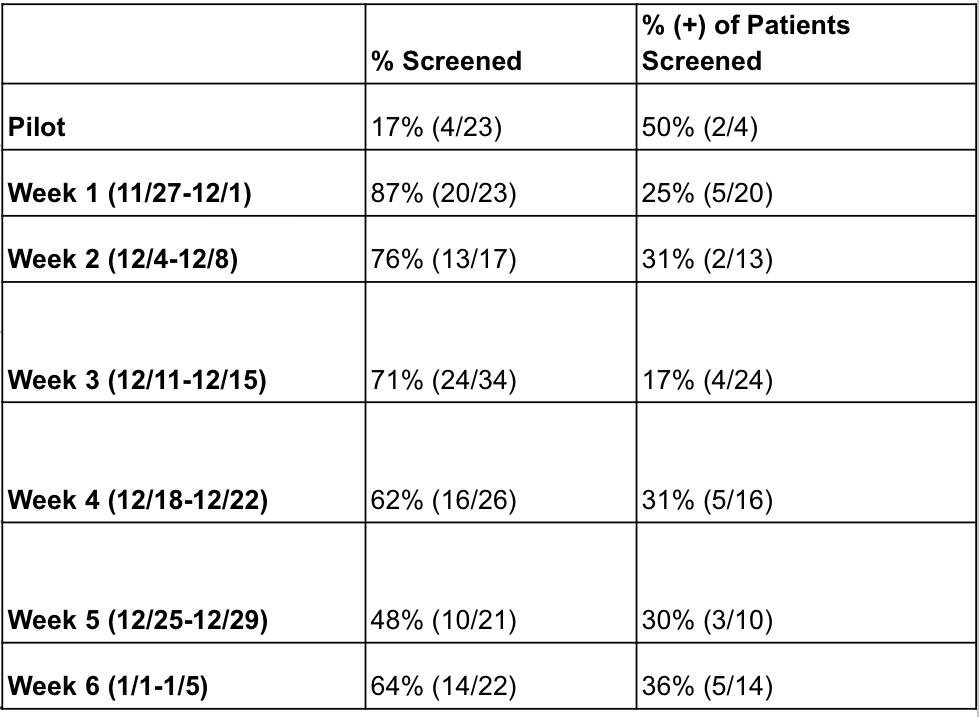 % Screened
% (+) of Patients
Screened
Pilot
17% (4/23)
50% (2/4)
Week 1 (11/27-12/1)
87% (20/23)
25% (5/20)
Week 2 (12/4-12/8)
76% (13/17)
31% (2/13)
Week 3 (12/11-12/15)
71% (24/34)
17% (4/24)
Week 4 (12/18-12/22)
62% (16/26)
31% (5/16)
Week 5 (12/25-12/29)
48% (10/21)
30% (3/10)
Week 6 (1/1-1/5)
64% (14/22)
36% (5/14)